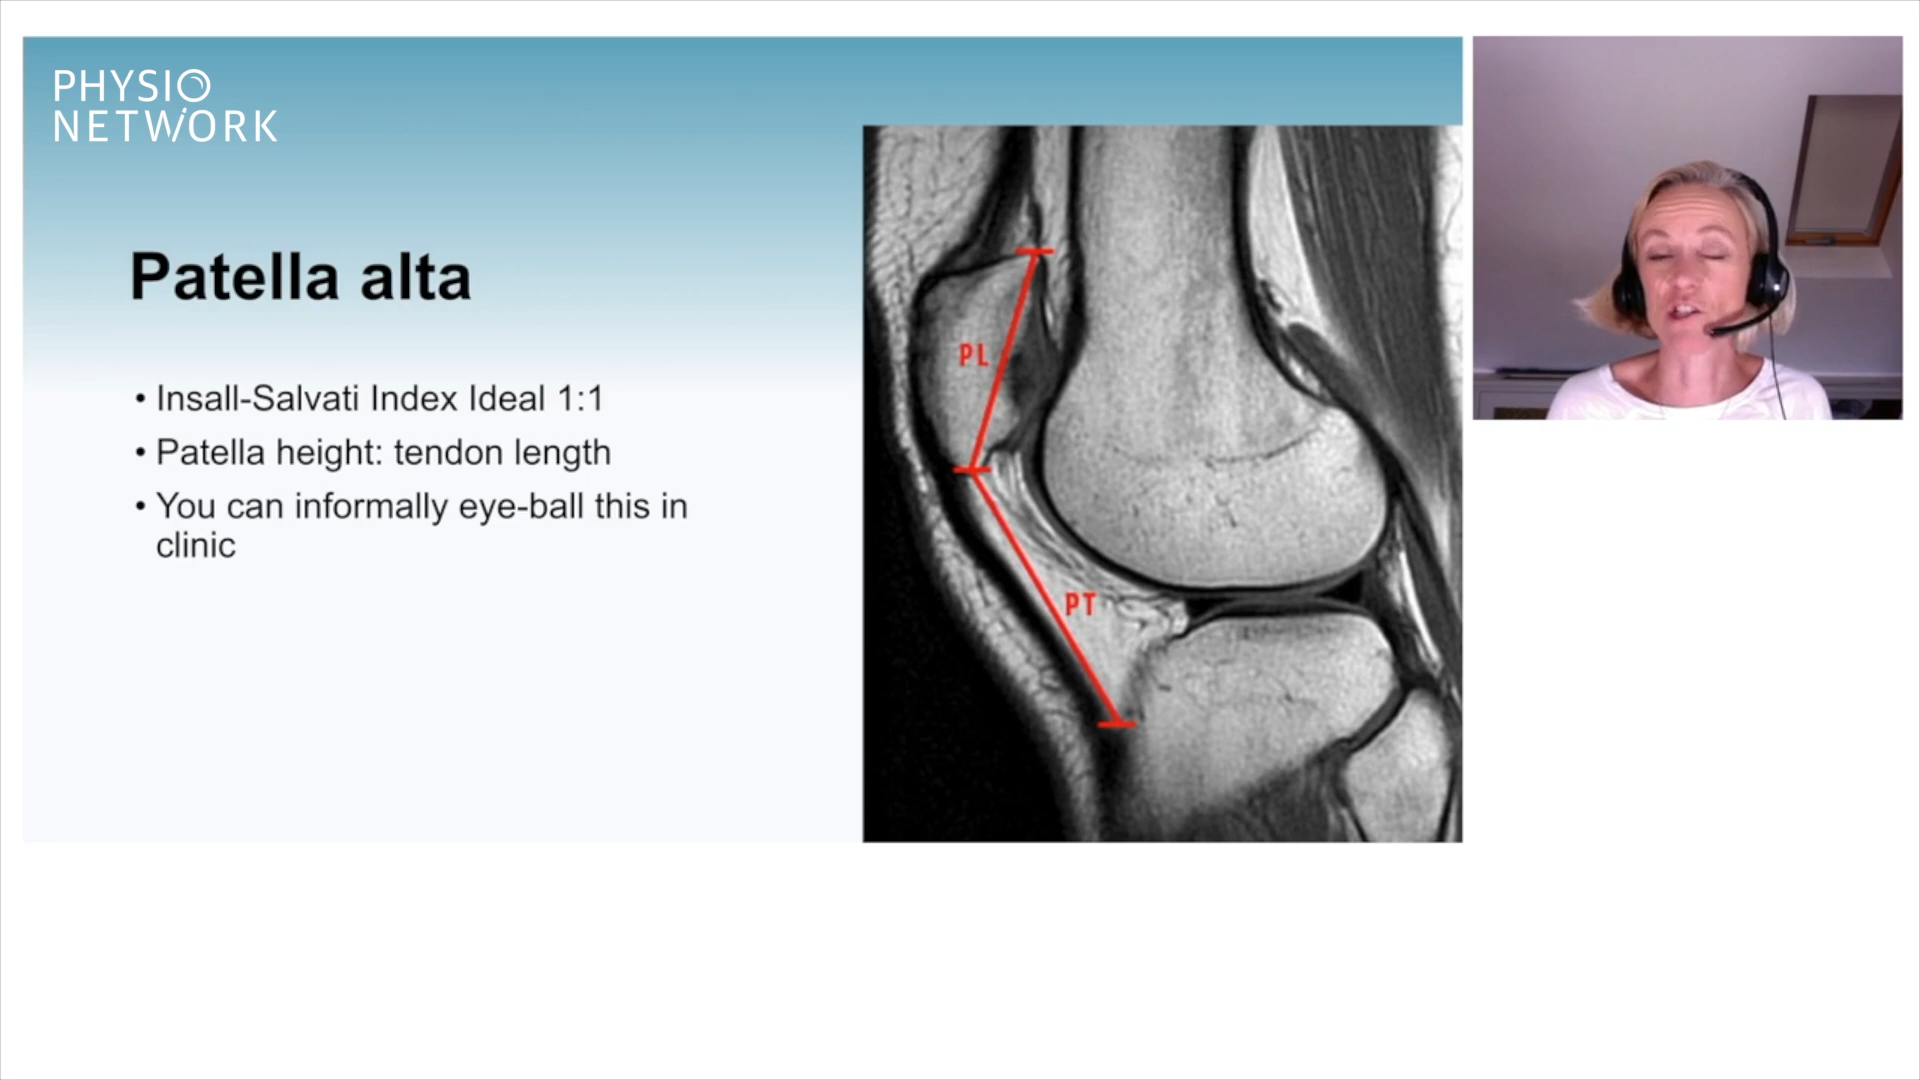 PHYSIO
NETWORK
Patella alta
• Insall-Salvati Index Ideal 1:1
• Patella height: tendon length
• You can informally eye-ball this in
clinic
PL
PT